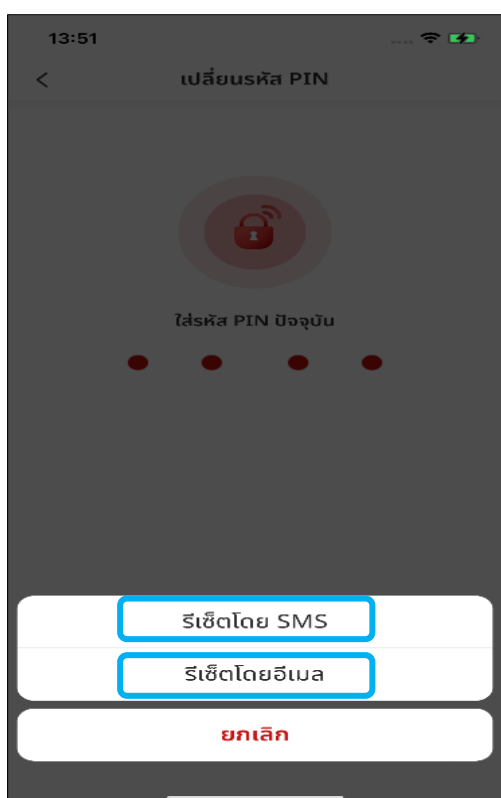 13:51
เปลี่ยนรหัส PIN
ใส่รหัส PIN ปัจจุบัน
รีเซ็ตโดย SMS
รีเซ็ตโดยอีเมล
ยกเลิก